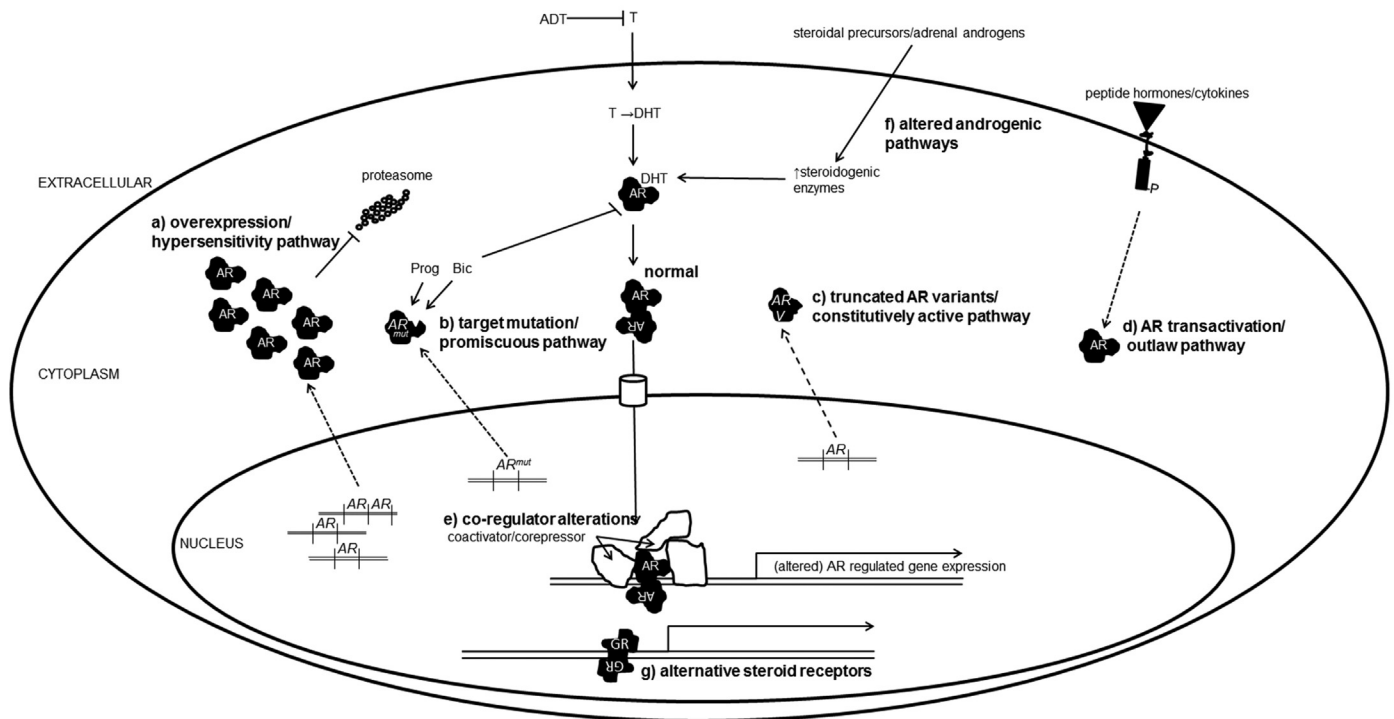 ADT
T
steroidal precursors/adrenal androgens
peptide hormones/cytokines
T →DHT
f) altered androgenic
pathways
EXTRACELLULAR
proteasome
DHT
AR
↑steroidogenic
enzymes
P
a) overexpression/
hypersensitivity pathway
AR
AR
AR
AR
AR
AR
Prog
Bic
normal
AR
AR
AR
mut
b) target mutation/
promiscuous pathway
AR
V
c) truncated AR variants/
constitutively active pathway
AR
d) AR transactivation/
outlaw pathway
CYTOPLASM
AR
ARmut
AR AR
AR
AR
NUCLEUS
e) co-regulator alterations
coactivator/corepressor
AR
AR
(altered) AR regulated gene expression
GR
GR
g) alternative steroid receptors